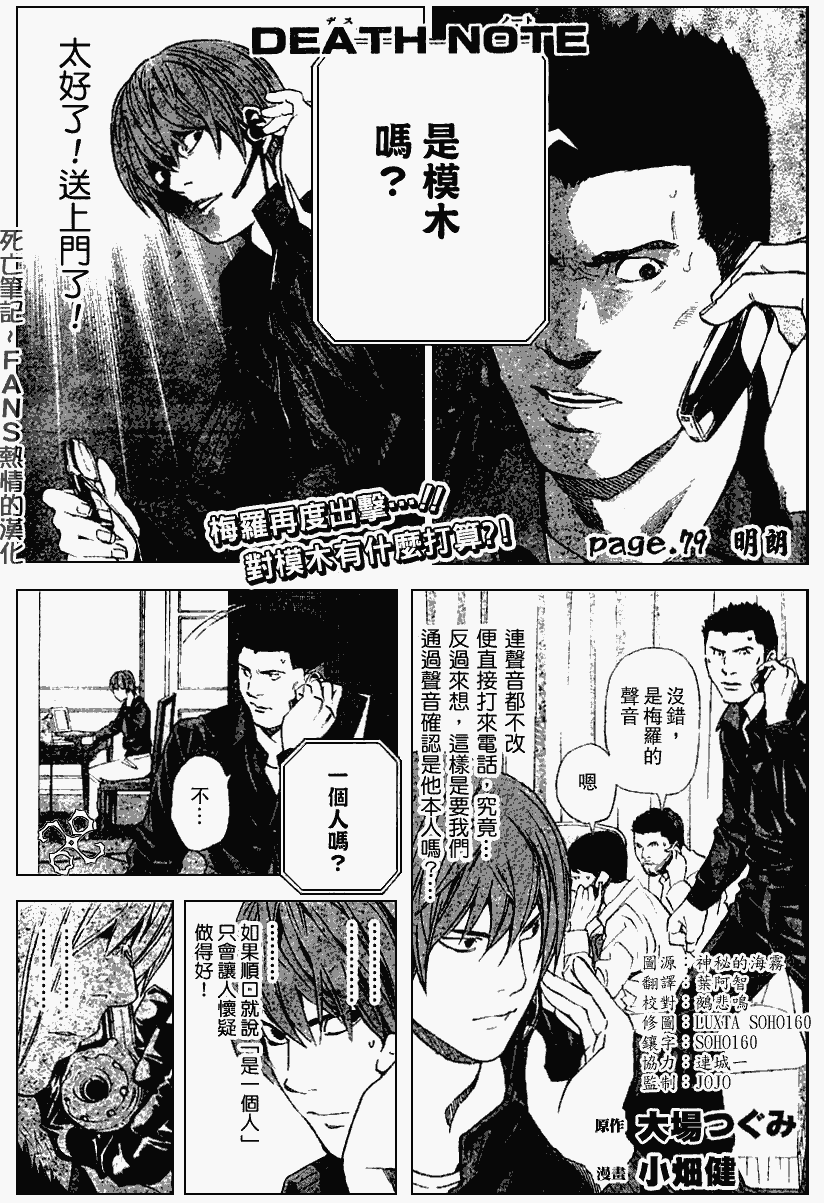 デス ノート
DEATH NOTE
是模木
嗎？
太好了！送上門了！
死亡筆記～FANS熱情的漢化
梅羅再度出擊…!!
對模木有什麼打算?!
page.79 明朗
沒錯，
是梅羅的
聲音
嗯
連聲音都不改
便直接打來電話，究竟…
反過來想，這樣是要我們
通過聲音確認是他本人嗎？…
一個人嗎？
不…
………
………
如果順口就說「是一個人」
只會讓人懷疑
做得好！
………
………
圖源：神秘的海霧
翻譯：葉阿智
校對：鵺悲鳴
修圖：LUXTA SOHO160
鑲字：SOHO160
協力：連城一
監制：JOJO
原作 大場つぐみ
漫畫 小畑健